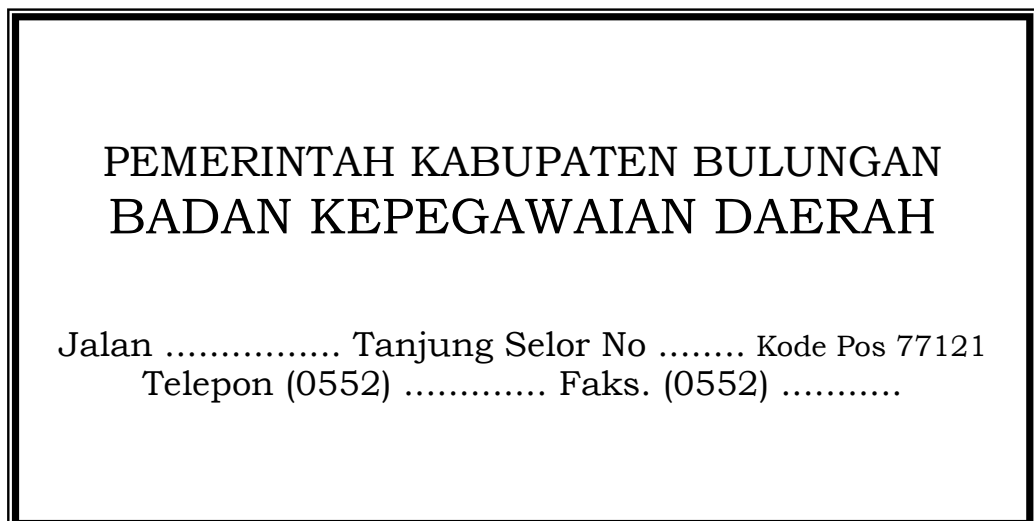 PEMERINTAH KABUPATEN BULUNGAN
BADAN KEPEGAWAIAN DAERAH
Jalan ................ Tanjung Selor No ........ Kode Pos 77121
Telepon (0552) ............. Faks. (0552) ...........